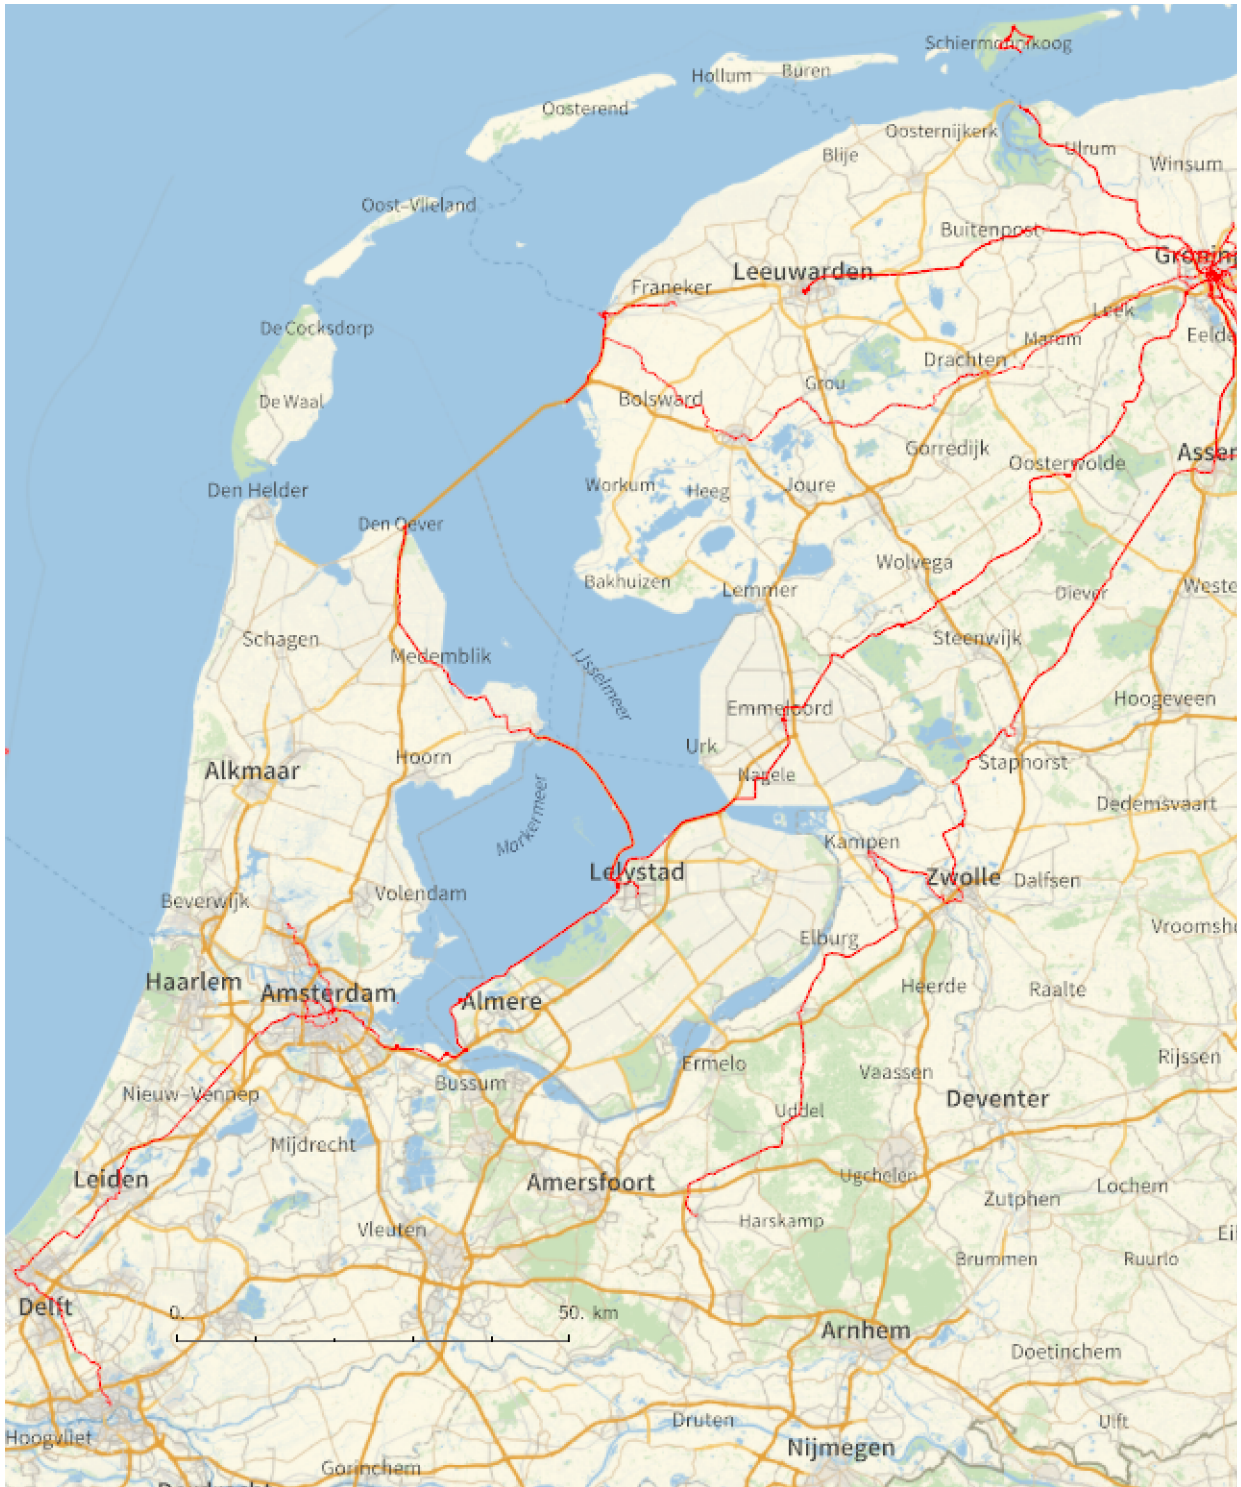 Schiermonnikoog
Hollum
Buren
Oosterend
Oosternijkerk
Blije
Ulrum
Winsum
Oost-Vlieland
Buitenpost
Leeuwarden
Franeker
De Cocksdorp
Leek
Marum
Eelde
Drachten
Grou
De Waal
Bolsward
Gorredijk
Oosterwolde
Assen
Den Helder
Workum
Heeg
Joure
Den Oever
Wolvega
Bakhuizen
Lemmer
Diever
Weste
Schagen
Medemblik
Steenwijk
IJsselmeer
Emmeloord
Hoogeveen
Hoorn
Urk
Alkmaar
Nagele
Staphorst
Dedemsvaart
Markermeer
Kampen
Lelystad
Zwolle
Dalfsen
Beverwijk
Volendam
Vroomsh
Elburg
Haarlem
Amsterdam
Almere
Heerde
Raalte
Ermelo
Vaassen
Rijssen
Bussum
Nieuw-Vennep
Deventer
Uddel
Mijdrecht
Leiden
Amersfoort
Ugchelen
Lochem
Zutphen
Harskamp
Vleuten
Ei
Brummen
Ruurlo
Delft
0.
50. km
Arnhem
Doetinchem
Druten
Ulft
Hoogvliet
Nijmegen
Gorinchem